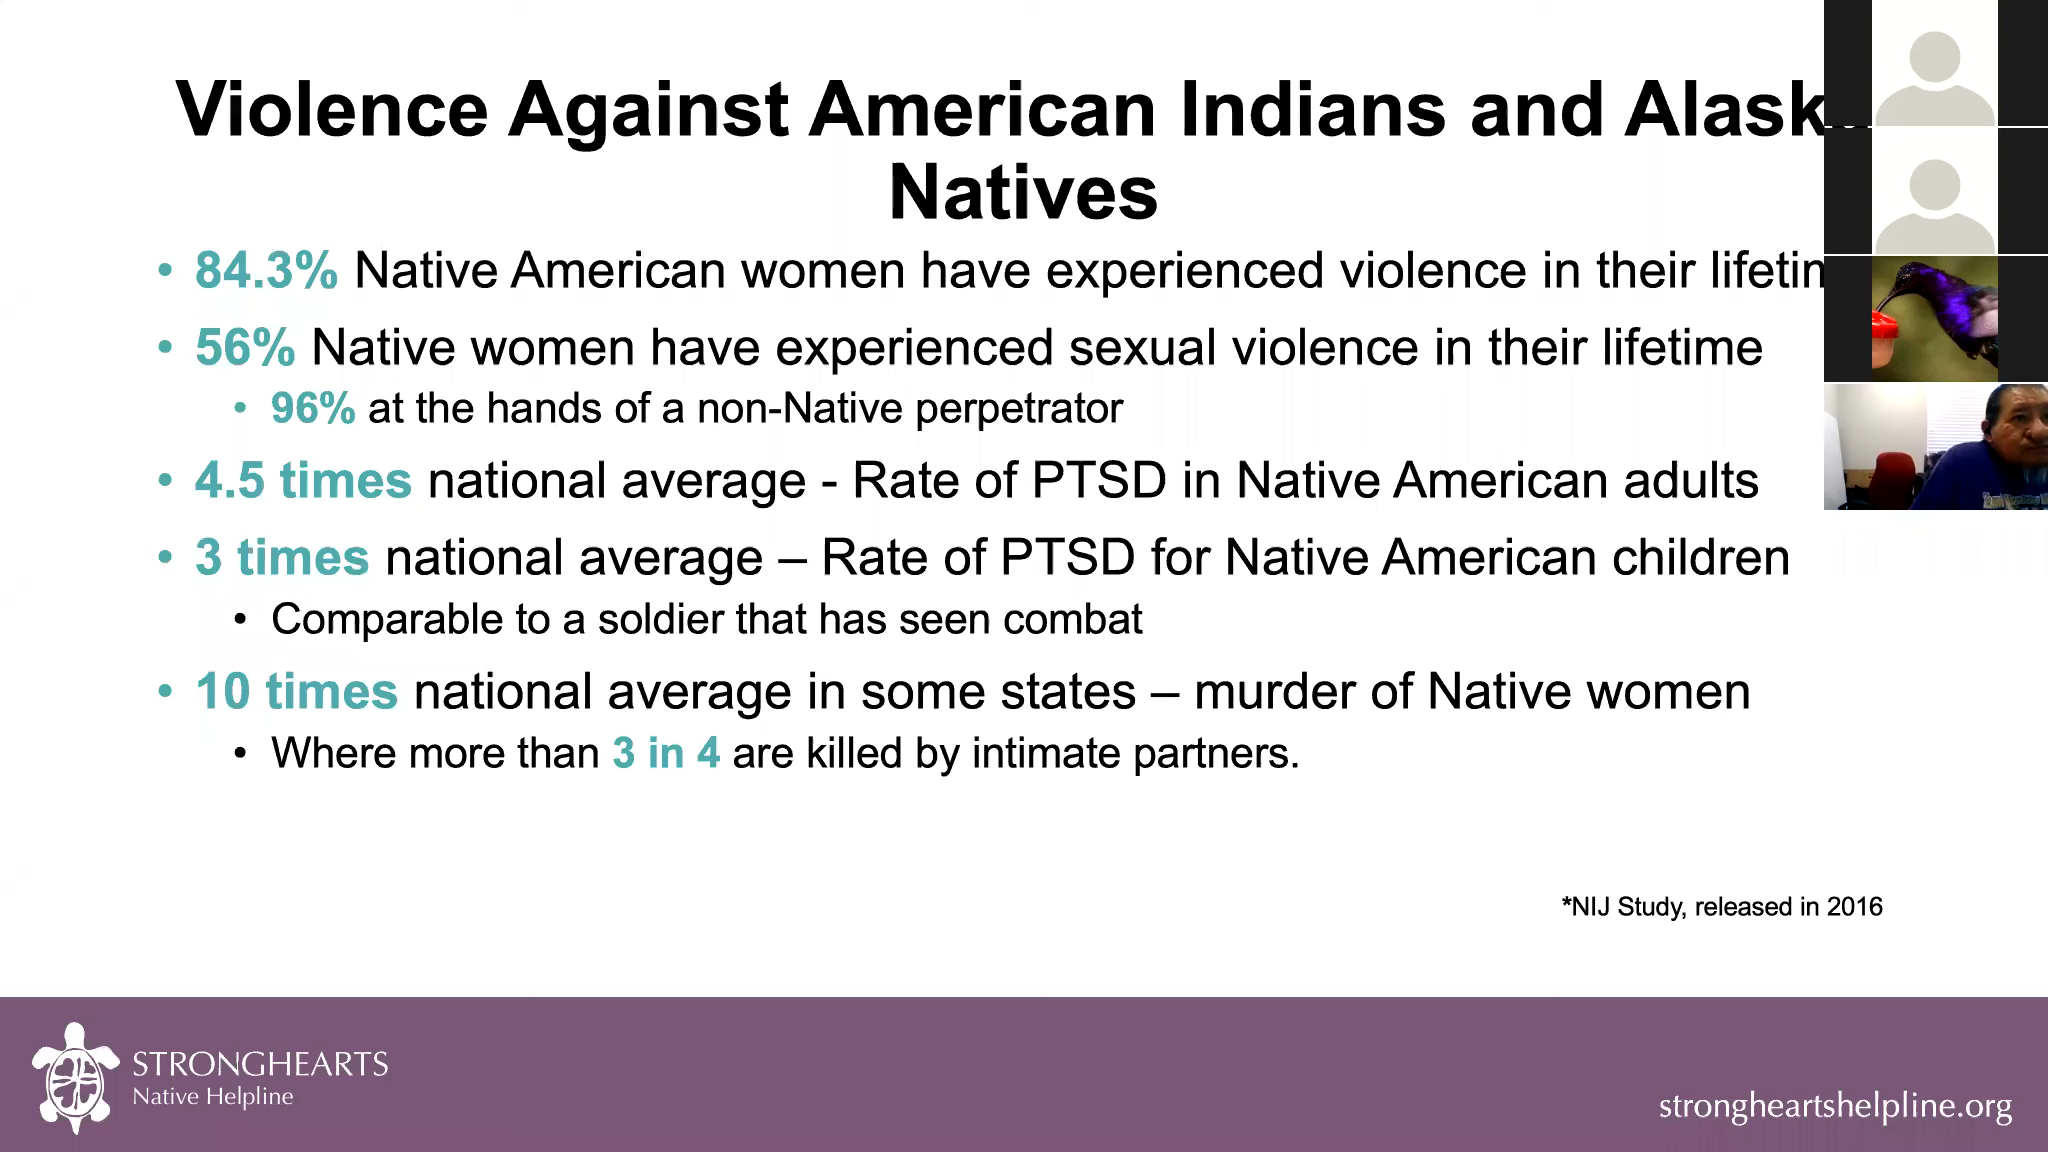 Violence Against American Indians and
Natives
• 84.3% Native American women have experienced violence in their
• 56% Native women have experienced sexual violence in their lifetime
• 96% at the hands of a non-Native perpetrator
• 4.5 times national average - Rate of PTSD in Native American adults
• 3 times national average – Rate of PTSD for Native American children
• Comparable to a soldier that has seen combat
• 10 times national average in some states – murder of Native women
• Where more than 3 in 4 are killed by intimate partners.
*NIJ Study, released in 2016
STRONGHEARTS
Native Helpline
strongheartshelpline.org